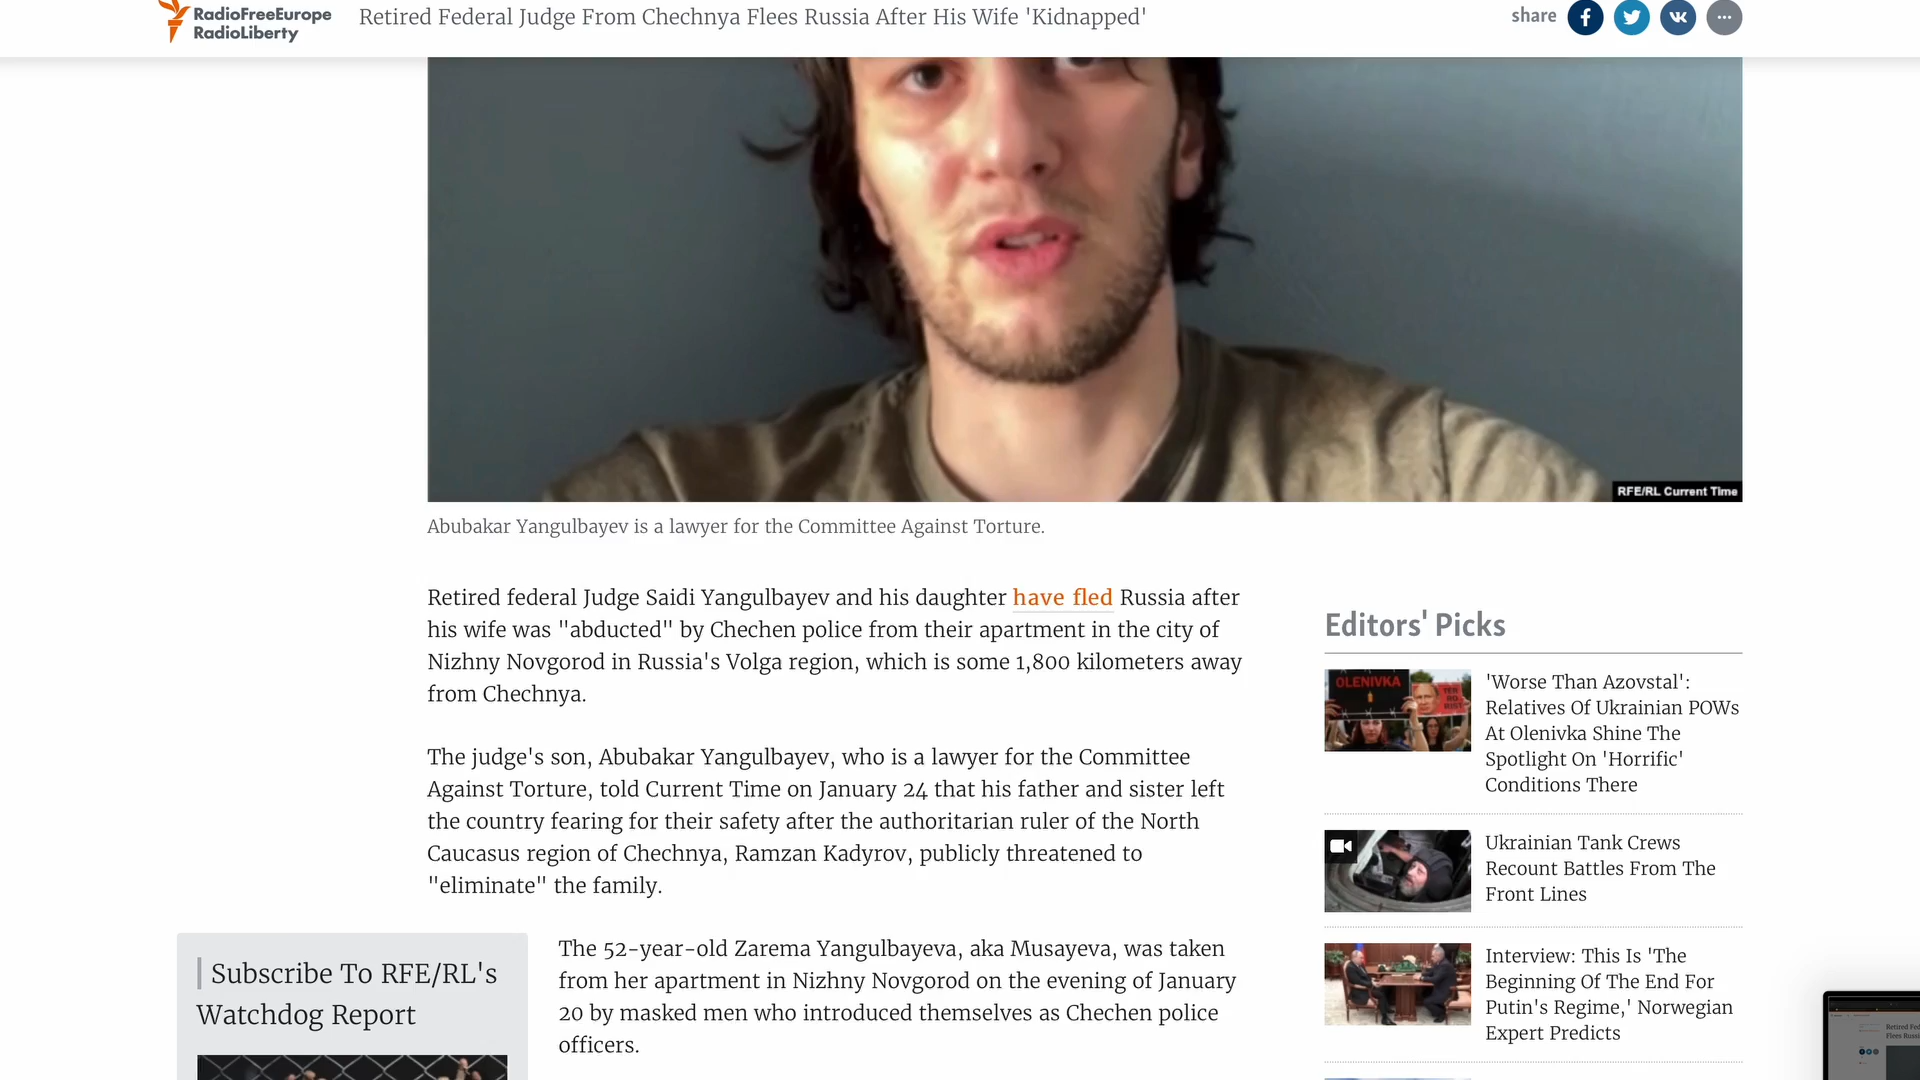 RadioFreeEurope
RadioLiberty
Retired Federal Judge From Chechnya Flees Russia After His Wife 'Kidnapped'
share
RFE/RL Current Time
Abubakar Yangulbayev is a lawyer for the Committee Against Torture.
Retired federal Judge Saidi Yangulbayev and his daughter have fled Russia after
his wife was "abducted" by Chechen police from their apartment in the city of
Nizhny Novgorod in Russia's Volga region, which is some 1,800 kilometers away
from Chechnya.
The judge's son, Abubakar Yangulbayev, who is a lawyer for the Committee
Against Torture, told Current Time on January 24 that his father and sister left
the country fearing for their safety after the authoritarian ruler of the North
Caucasus region of Chechnya, Ramzan Kadyrov, publicly threatened to
"eliminate" the family.
The 52-year-old Zarema Yangulbayeva, aka Musayeva, was taken
from her apartment in Nizhny Novgorod on the evening of January
20 by masked men who introduced themselves as Chechen police
officers.
Subscribe To RFE/RL's
Watchdog Report
Editors' Picks
OLENIVKA
'Worse Than Azovstal':
Relatives Of Ukrainian POWs
At Olenivka Shine The
Spotlight On 'Horrific'
Conditions There
Ukrainian Tank Crews
Recount Battles From The
Front Lines
Interview: This Is 'The
Beginning Of The End For
Putin's Regime,' Norwegian
Expert Predicts